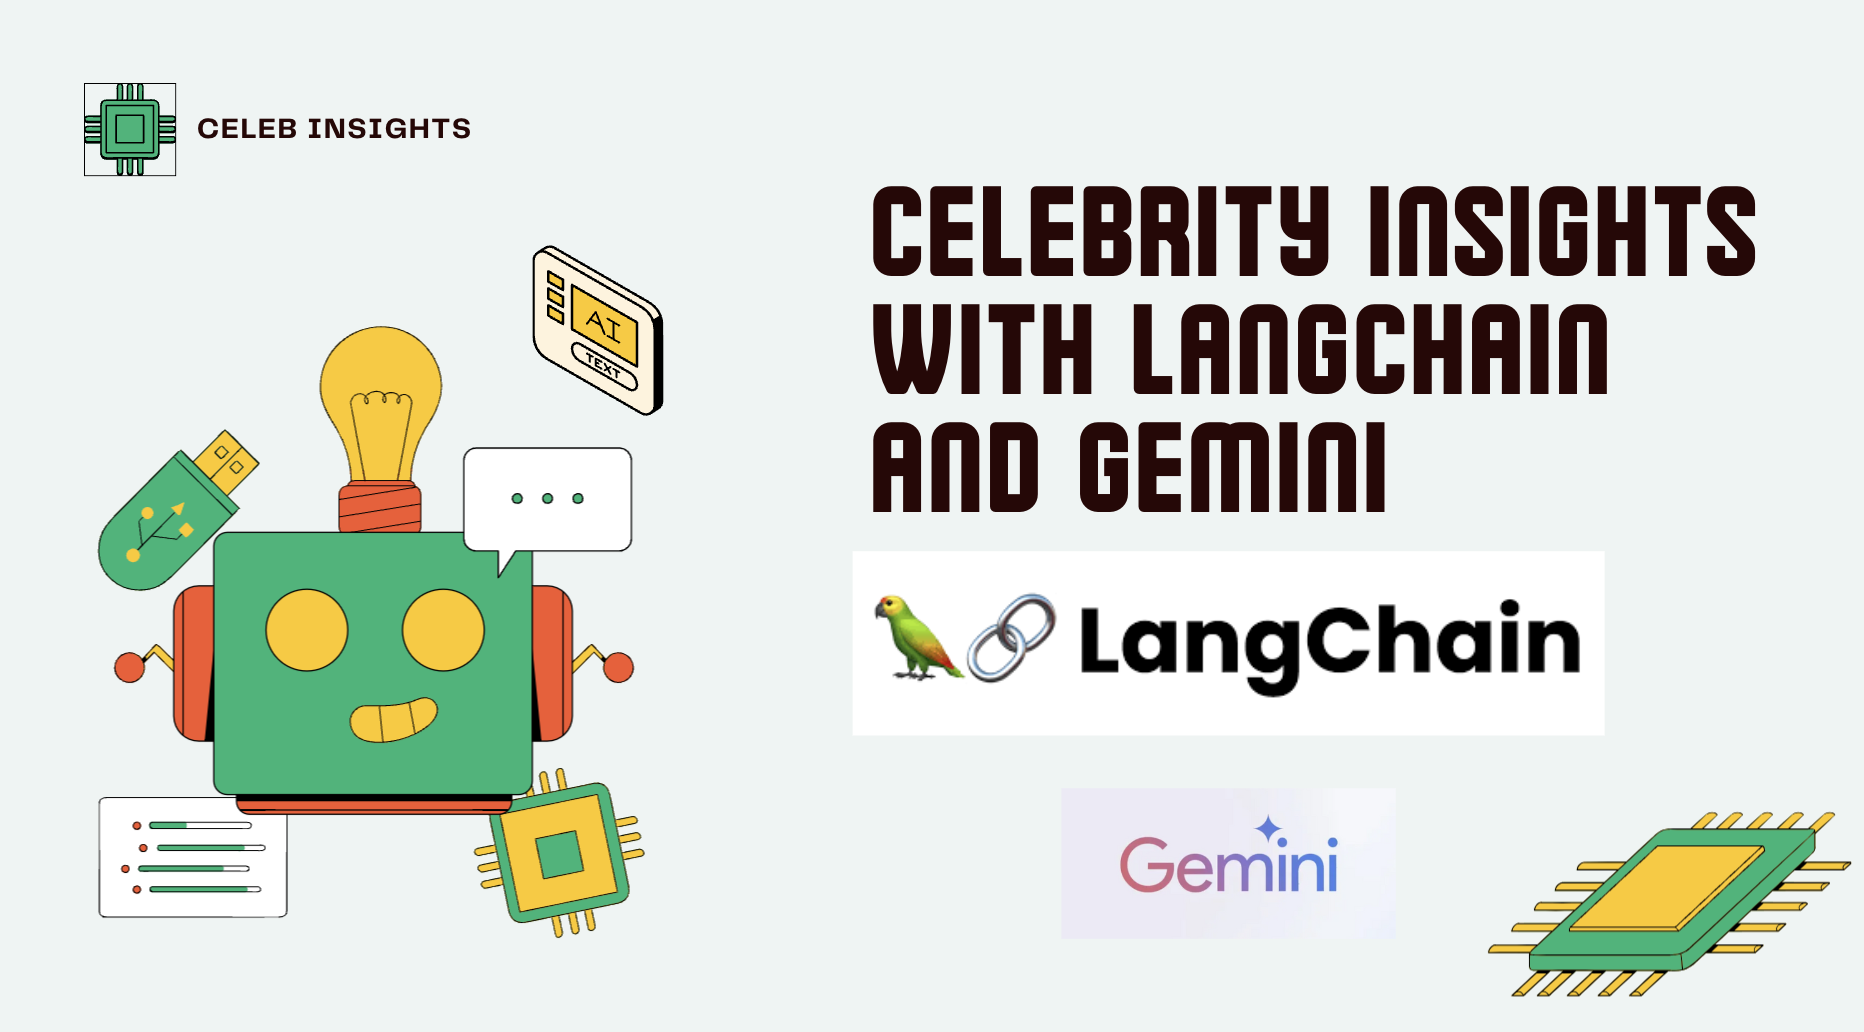 CELEB INSIGHTS
CELEBRITY INSIGHTS
WITH LANGCHAIN
AND GEMINI
AI
TEXT
LangChain
Gemini